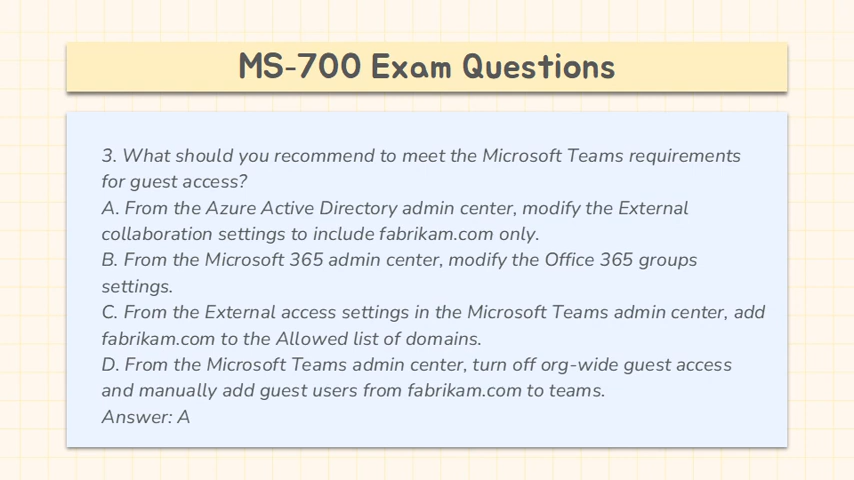 MS-700 Exam Questions
3. What should you recommend to meet the Microsoft Teams requirements
for guest access?
A. From the Azure Active Directory admin center, modify the External
collaboration settings to include fabrikam.com only.
B. From the Microsoft 365 admin center, modify the Office 365 groups
settings.
C. From the External access settings in the Microsoft Teams admin center, add
fabrikam.com to the Allowed list of domains.
D. From the Microsoft Teams admin center, turn off org-wide guest access
and manually add guest users from fabrikam.com to teams.
Answer: A